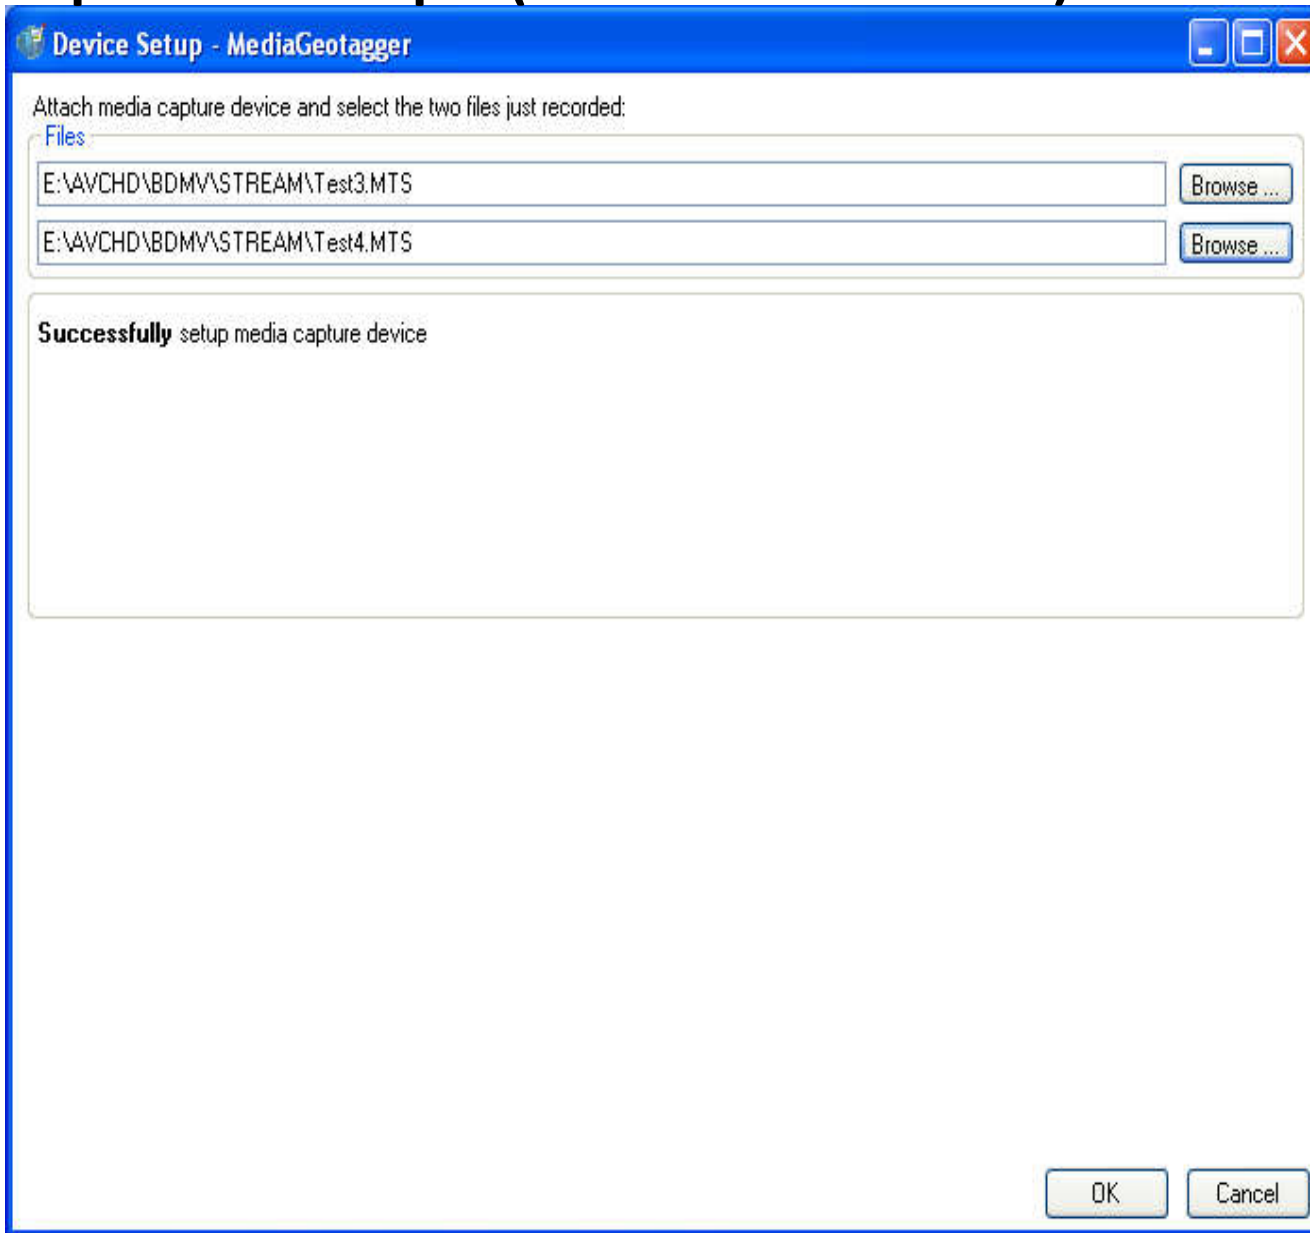 Device Setup - MediaGeotagger
Attach media capture device and select the two files just recorded:
Files
E:\AVCHD\BDMV\STREAM\Test3.MTS
Browse ...
E:\AVCHD\BDMV\STREAM\Test4.MTS
Browse ...
Successfully setup media capture device
OK
Cancel